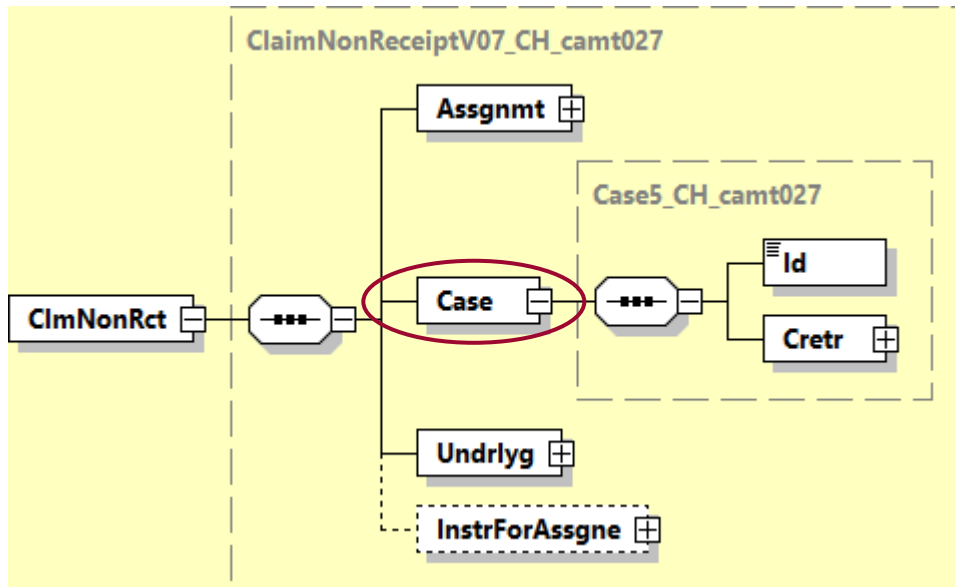 ClaimNonReceiptV07_CH_camt027
Assgnmt
Case5_CH_camt027
Id
ClmNonRct
Case
Cretr
Undrlyg
InstrForAssgne